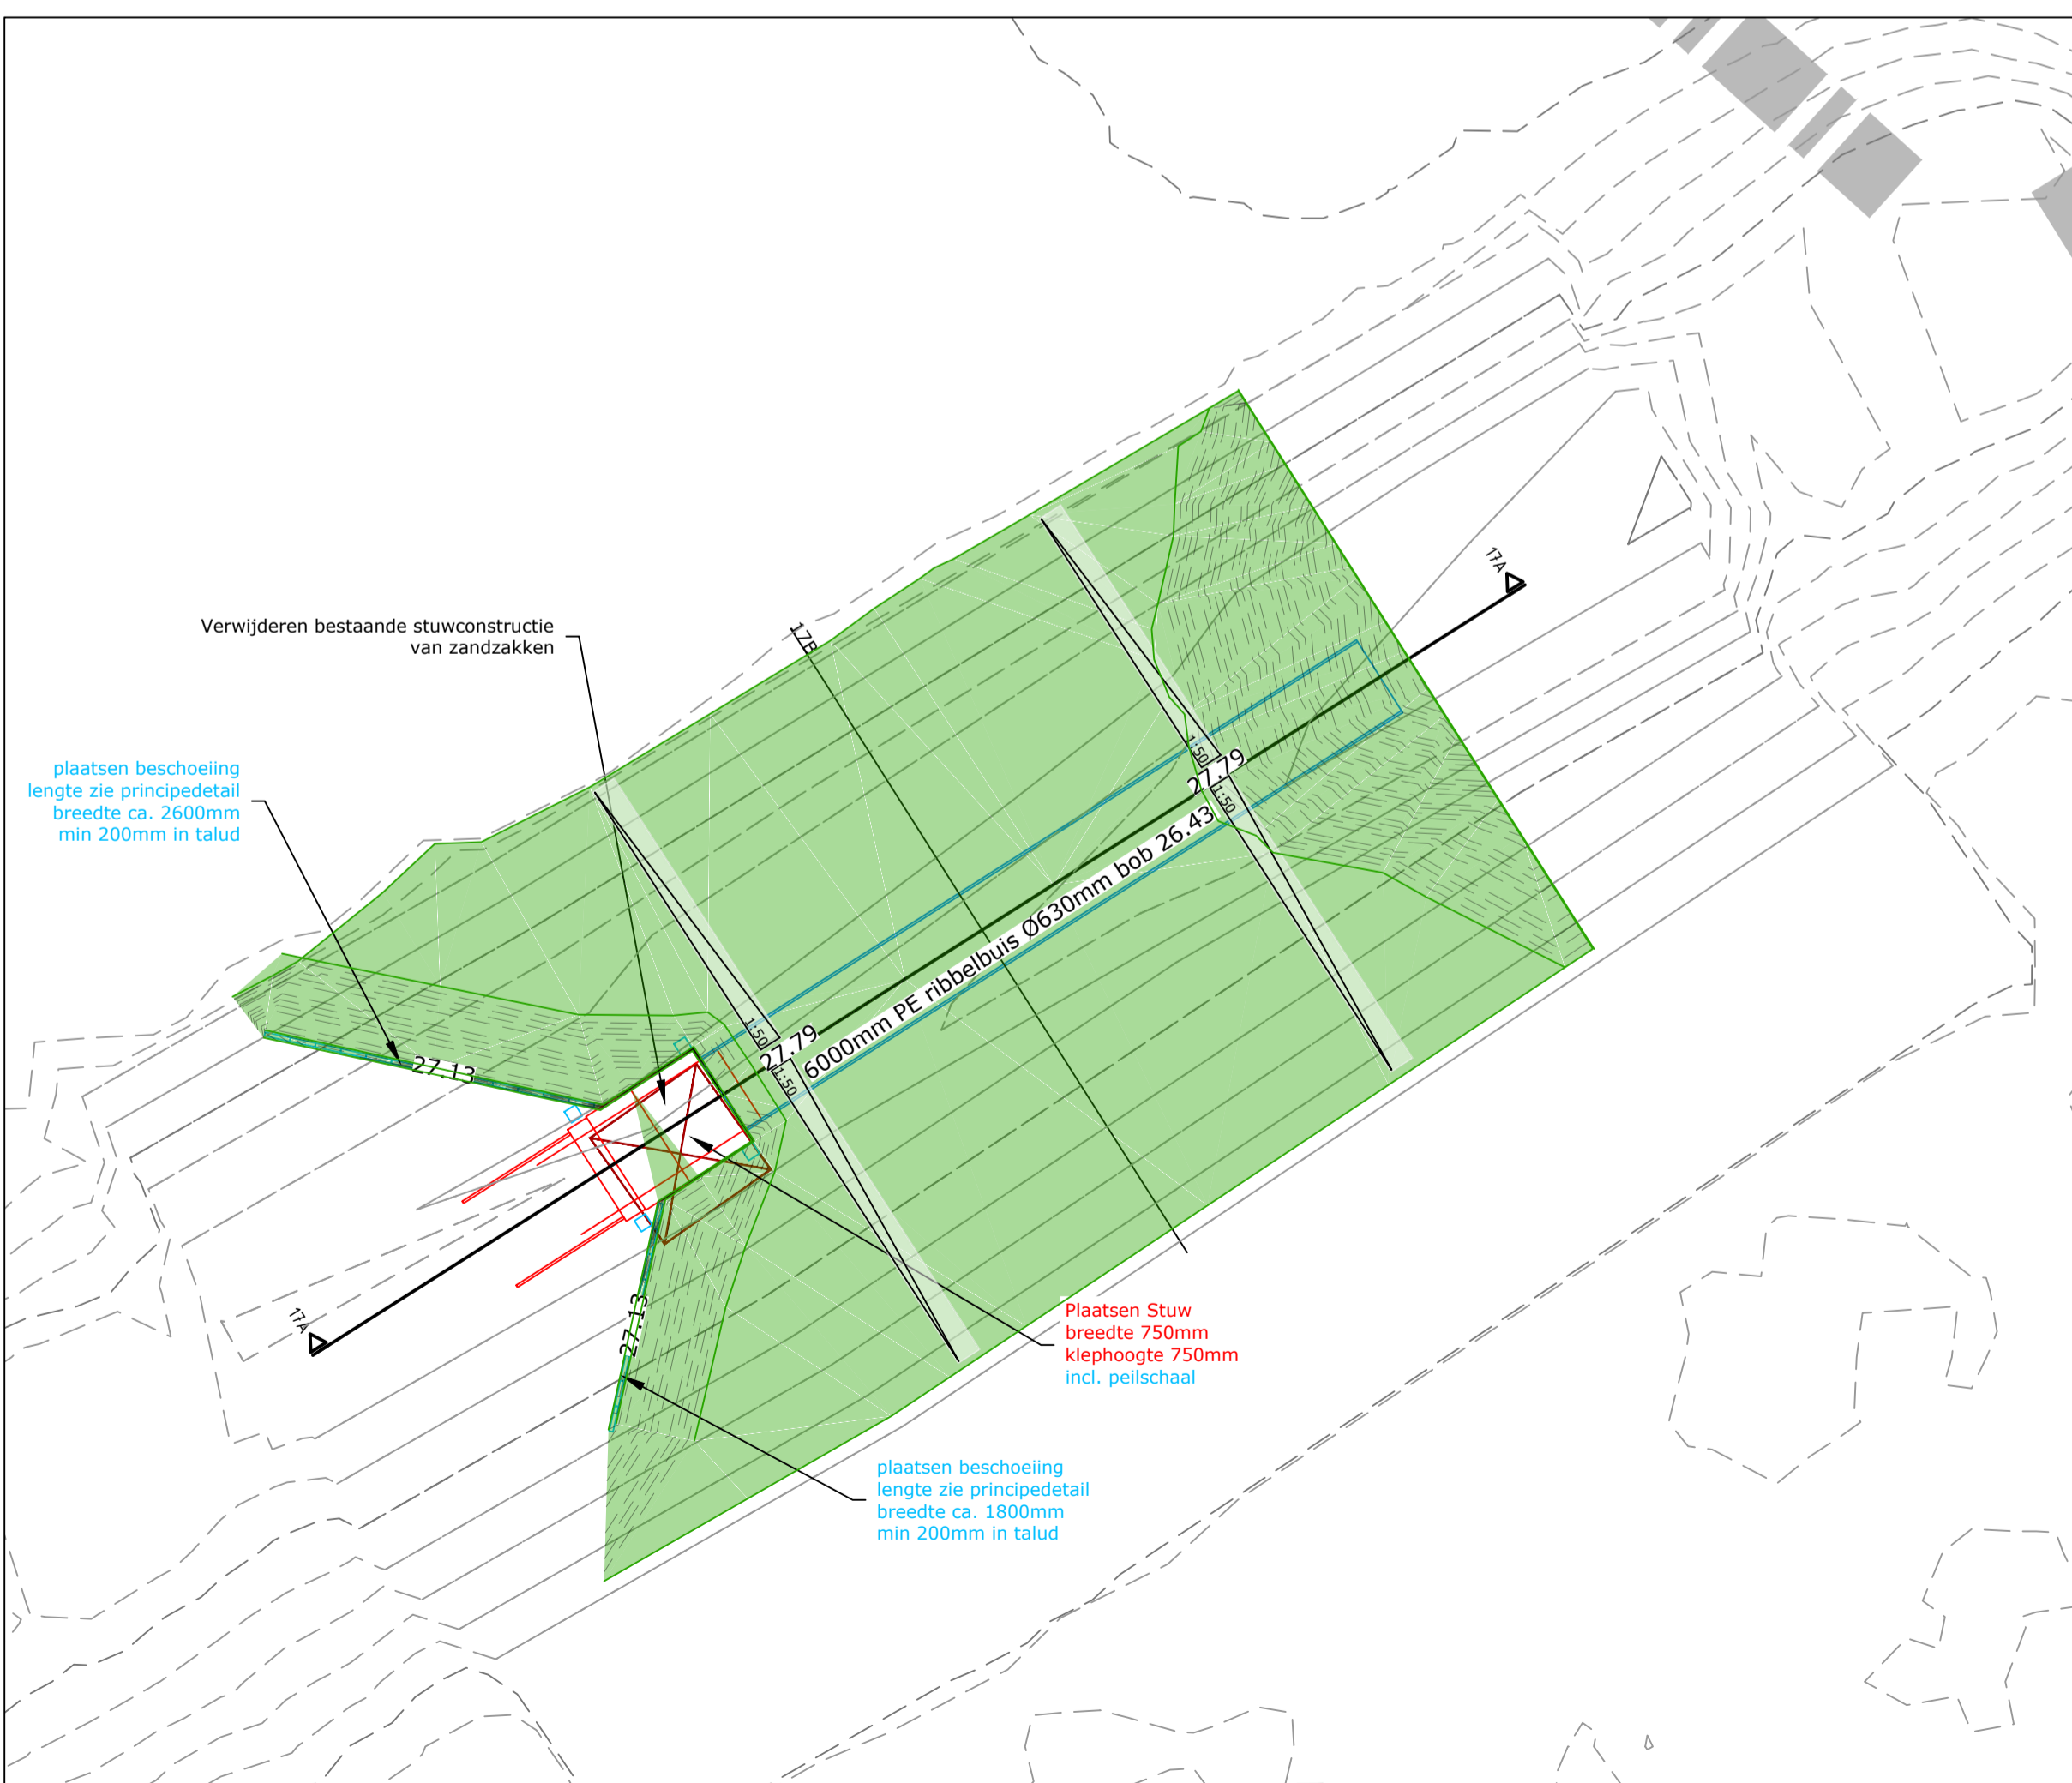 17A
17B
Verwijderen bestaande stuwconstructie
van zandzakken
plaatsen beschoeiing
lengte zie principedetail
breedte ca. 2600mm
min 200mm in talud
1:50
27.79
1:50
6000mm PE ribbelbuis Ø630mm bob 26.43
1:50
27.79
1:50
27.13
27.13
17A
Plaatsen Stuw
breedte 750mm
klephoogte 750mm
incl. peilschaal
plaatsen beschoeiing
lengte zie principedetail
breedte ca. 1800mm
min 200mm in talud